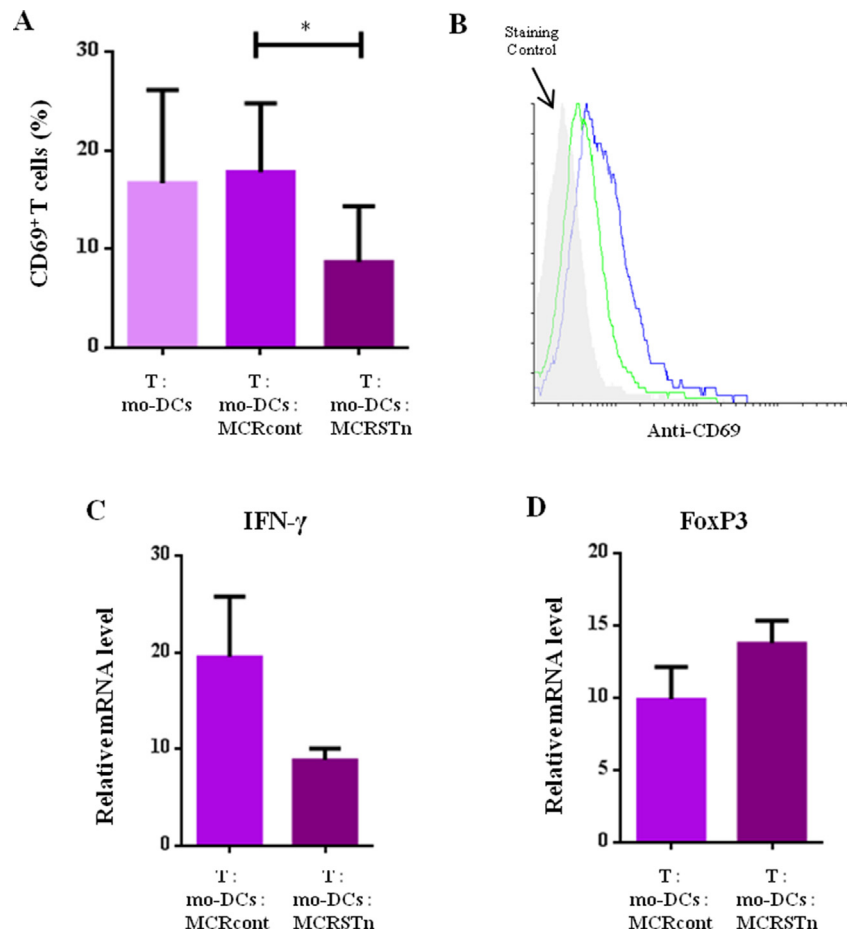 A
*
CD69+ T cells (%)
30
20
10
0
T :
mo-DCs
T :
mo-DCs :
MCRcont
T :
mo-DCs :
MCRSTn
B
Staining
Control
Anti-CD69
C
IFN-γ
Relative mRNA level
30
20
10
0
T :
mo-DCs :
MCRcont
T :
mo-DCs :
MCRSTn
D
FoxP3
Relative mRNA level
20
15
10
5
0
T :
mo-DCs :
MCRcont
T :
mo-DCs :
MCRSTn